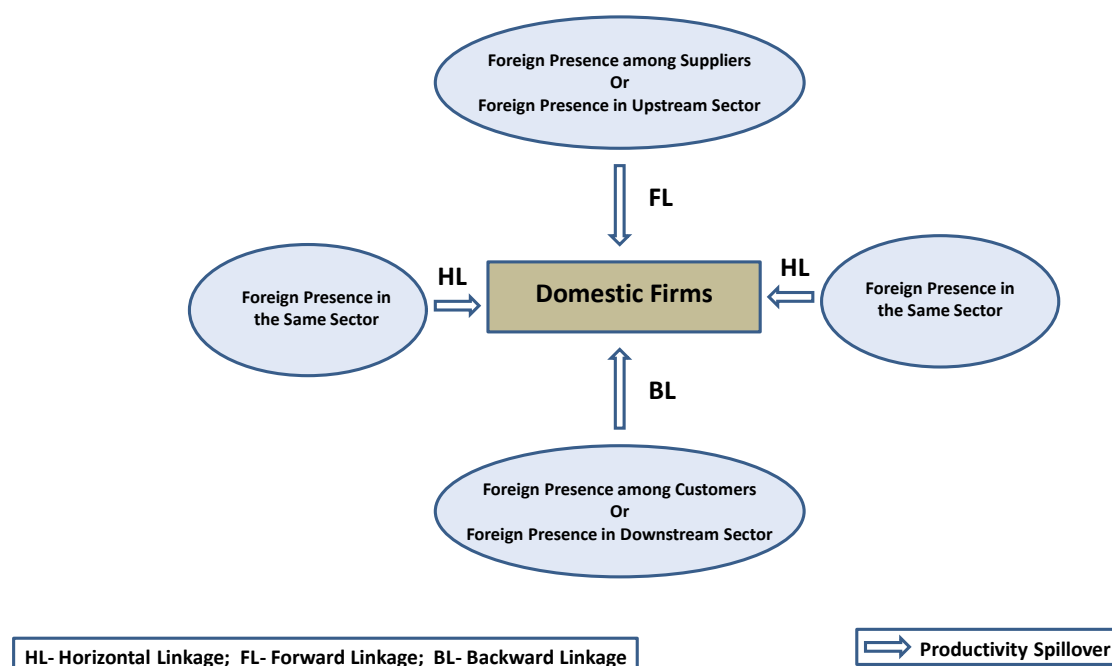 Foreign Presence among Suppliers
Or
Foreign Presence in Upstream Sector
FL
Foreign Presence in
the Same Sector
HL
Domestic Firms
HL
Foreign Presence in
the Same Sector
BL
Foreign Presence among Customers
Or
Foreign Presence in Downstream Sector
HL- Horizontal Linkage; FL- Forward Linkage; BL- Backward Linkage
Productivity Spillover